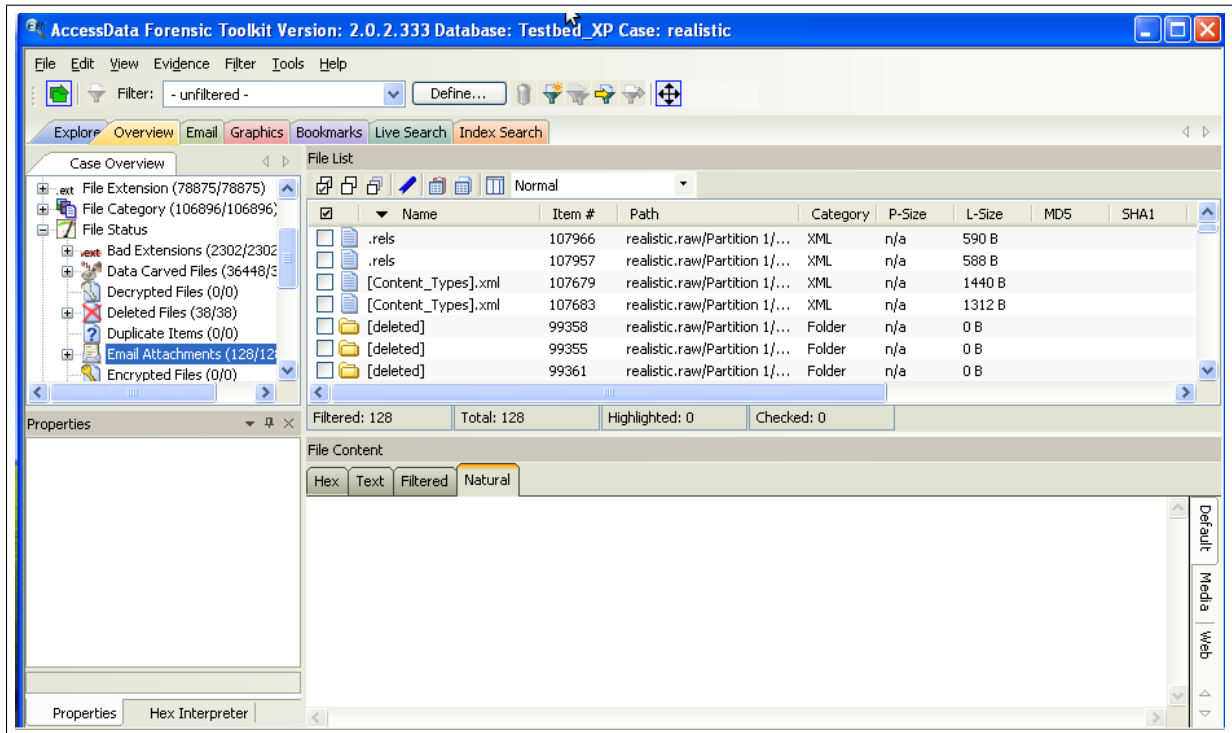 AccessData Forensic Toolkit Version: 2.0.2.333 Database: Testbed_XP Case: realistic
File Edit View Evidence Filter Tools Help
Filter: - unfiltered - Define...
Explore Overview Email Graphics Bookmarks Live Search Index Search
Case Overview
.ext File Extension (78875/78875)
File Category (106896/106896)
File Status
.ext Bad Extensions (2302/2302
Data Carved Files (36448/3
Decrypted Files (0/0)
Deleted Files (38/38)
Duplicate Items (0/0)
Email Attachments (128/12
Encrypted Files (0/0)
File List
Normal
Name Item # Path Category P-Size L-Size MD5 SHA1
.rels 107966 realistic.raw/Partition 1/... XML n/a 590 B
.rels 107957 realistic.raw/Partition 1/... XML n/a 588 B
[Content_Types].xml 107679 realistic.raw/Partition 1/... XML n/a 1440 B
[Content_Types].xml 107683 realistic.raw/Partition 1/... XML n/a 1312 B
[deleted] 99358 realistic.raw/Partition 1/... Folder n/a 0 B
[deleted] 99355 realistic.raw/Partition 1/... Folder n/a 0 B
[deleted] 99361 realistic.raw/Partition 1/... Folder n/a 0 B
Filtered: 128 Total: 128 Highlighted: 0 Checked: 0
Properties
File Content
Hex Text Filtered Natural
Default
Media
Web
Properties Hex Interpreter